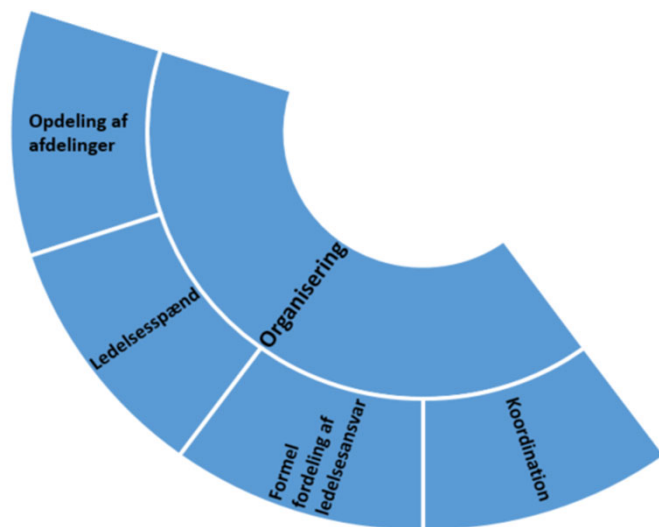 Opdeling af
afdelinger
Ledelsesspænd
Organisering
Formel
fordeling af
ledelsesansvar
Koordination